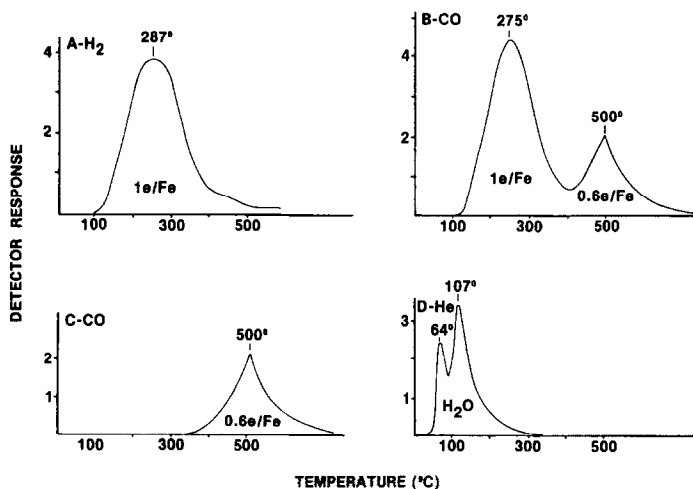 A-H₂
287°
4
2
1e/Fe
100 300 500
B-CO
275°
500°
4
2
1e/Fe
0.6e/Fe
100 300 500
DETECTOR RESPONSE
C-CO
500°
2
1
0.6e/Fe
100 300 500
D-He
107°
64°
3
2
1
H₂O
100 300 500
TEMPERATURE (°C)